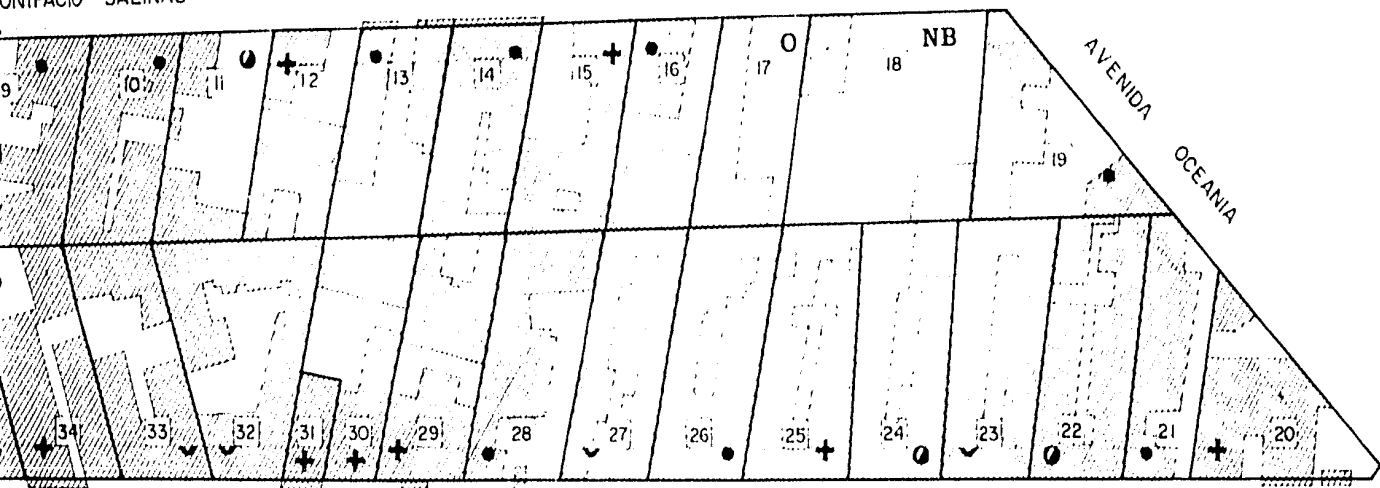 BONIFACIO SALINAS
9 10 11 12 13 14 15 16 17 O 18 NB 19
AVENIDA OCEANIA
34 33 32 31 30 29 28 27 26 25 24 23 22 21 20